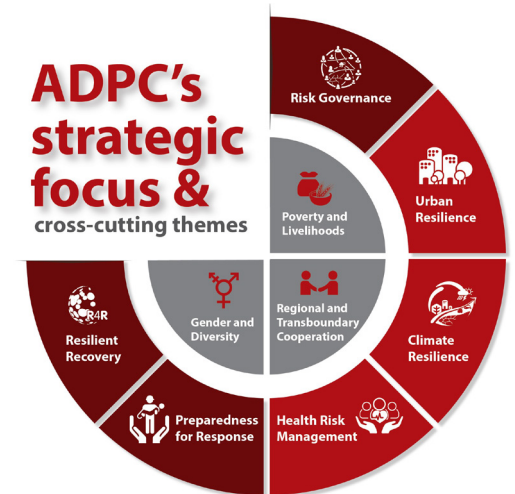 ADPC's
strategic
focus &
cross-cutting themes
Risk Governance
Urban
Resilience
Climate
Resilience
Health Risk
Management
Preparedness
for Response
R4R
Resilient
Recovery
Poverty and
Livelihoods
Gender and
Diversity
Regional and
Transboundary
Cooperation